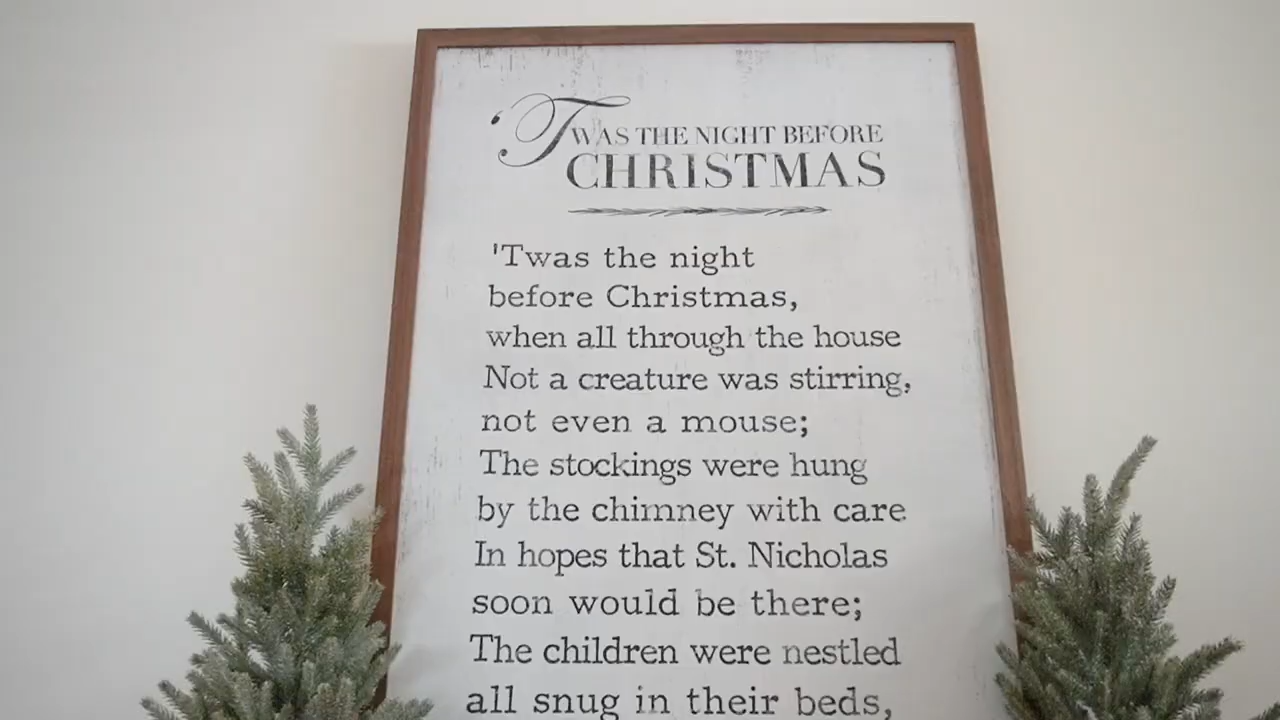 ‘TWAS THE NIGHT BEFORE
CHRISTMAS
'Twas the night
before Christmas,
when all through the house
Not a creature was stirring,
not even a mouse;
The stockings were hung
by the chimney with care
In hopes that St. Nicholas
soon would be there;
The children were nestled
all snug in their beds,